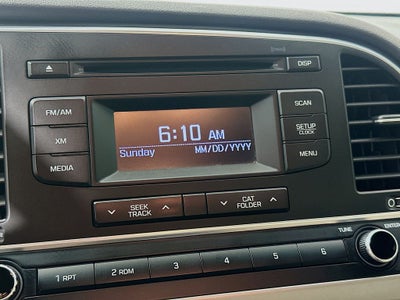 DISP
FM/AM
XM
MEDIA
6:10 AM
Sunday MM/DD/YYYY
SCAN
SETUP
CLOCK
MENU
SEEK
TRACK
CAT
FOLDER
TUNE ENTER
1 RPT 2 RDM 3 4 5 6